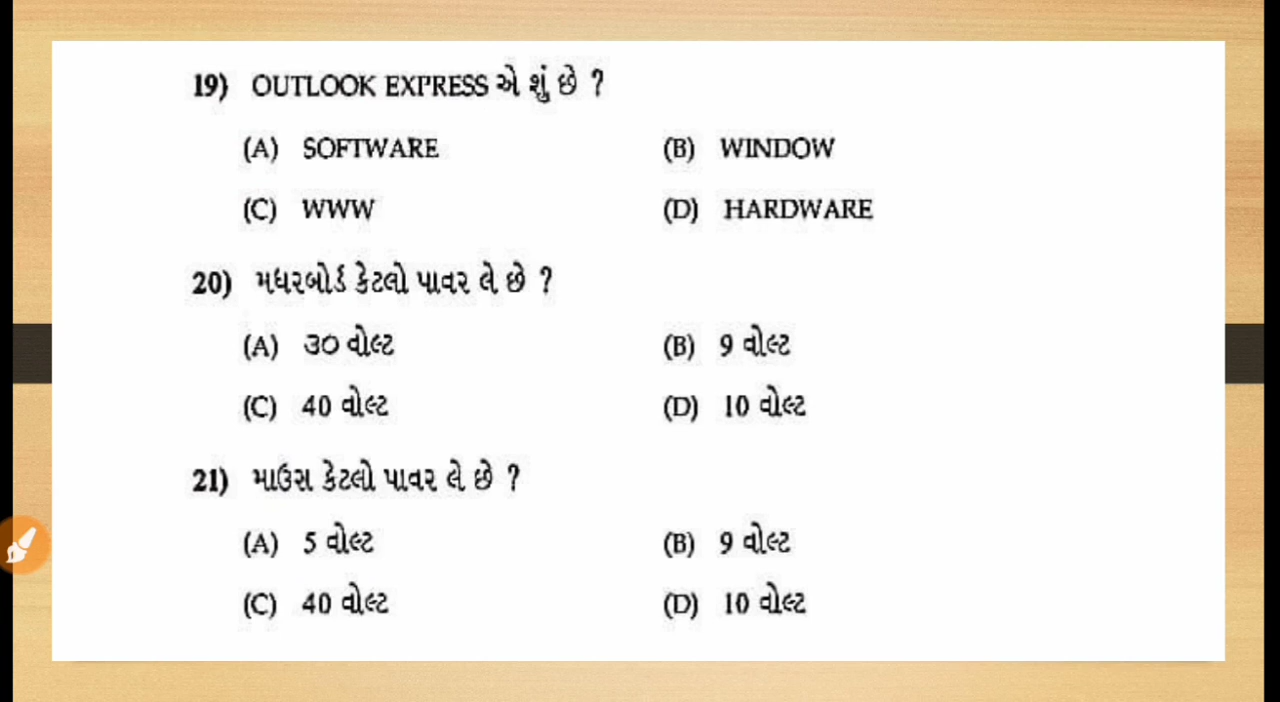 19) OUTLOOK EXPRESS એ શું છે ?
(A) SOFTWARE (B) WINDOW
(C) WWW (D) HARDWARE
20) મધરબોર્ડ કેટલો પાવર લે છે ?
(A) ૩૦ વોલ્ટ (B) 9 વોલ્ટ
(C) 40 વોલ્ટ (D) 10 વોલ્ટ
21) માઉસ કેટલો પાવર લે છે ?
(A) 5 વોલ્ટ (B) 9 વોલ્ટ
(C) 40 વોલ્ટ (D) 10 વોલ્ટ